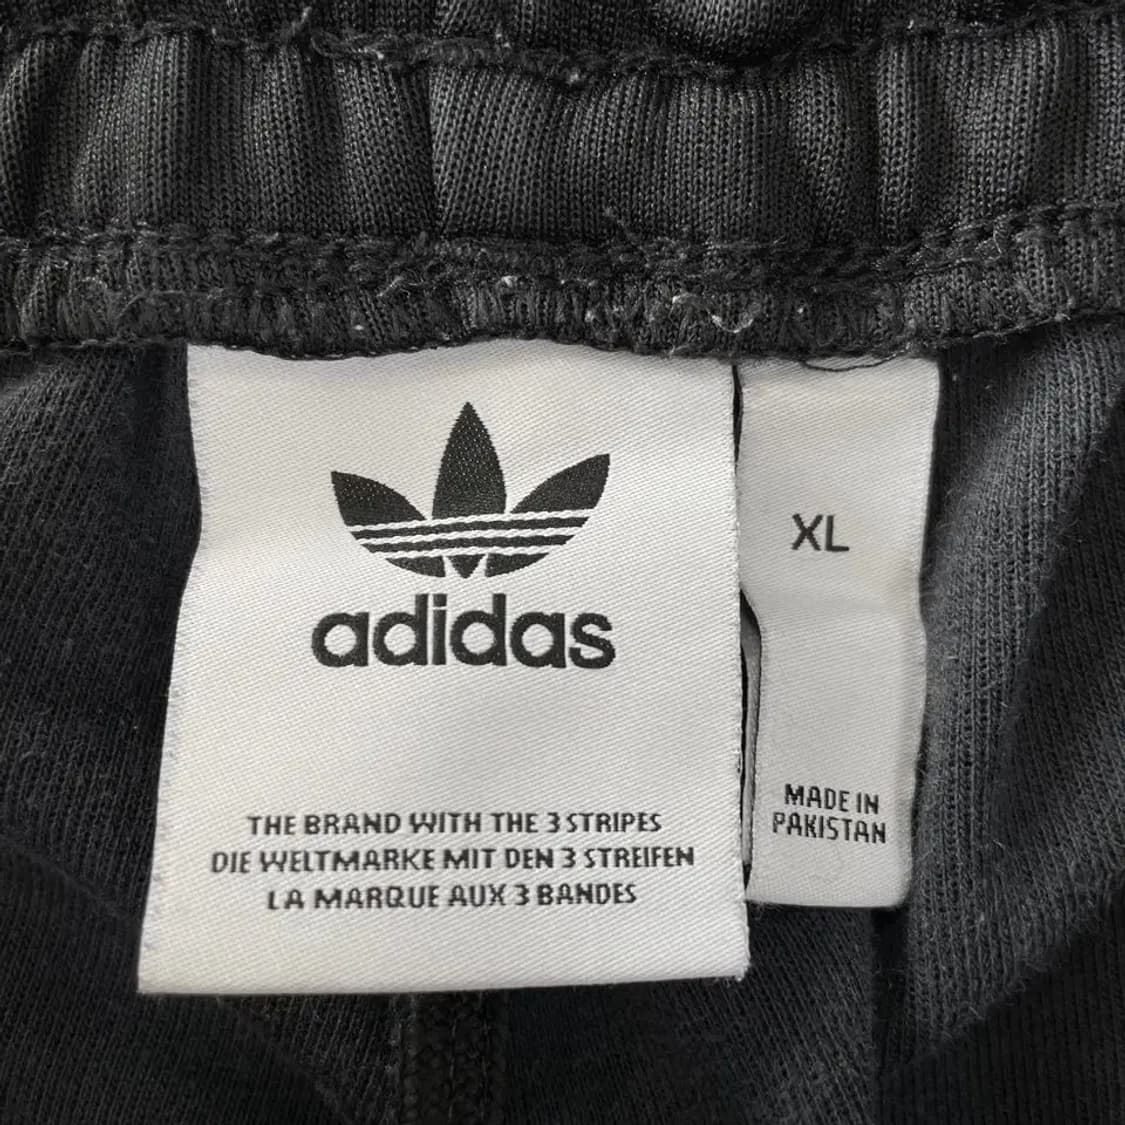 adidas
THE BRAND WITH THE 3 STRIPES
DIE WELTMARKE MIT DEN 3 STREIFEN
LA MARQUE AUX 3 BANDES
XL
MADE IN
PAKISTAN